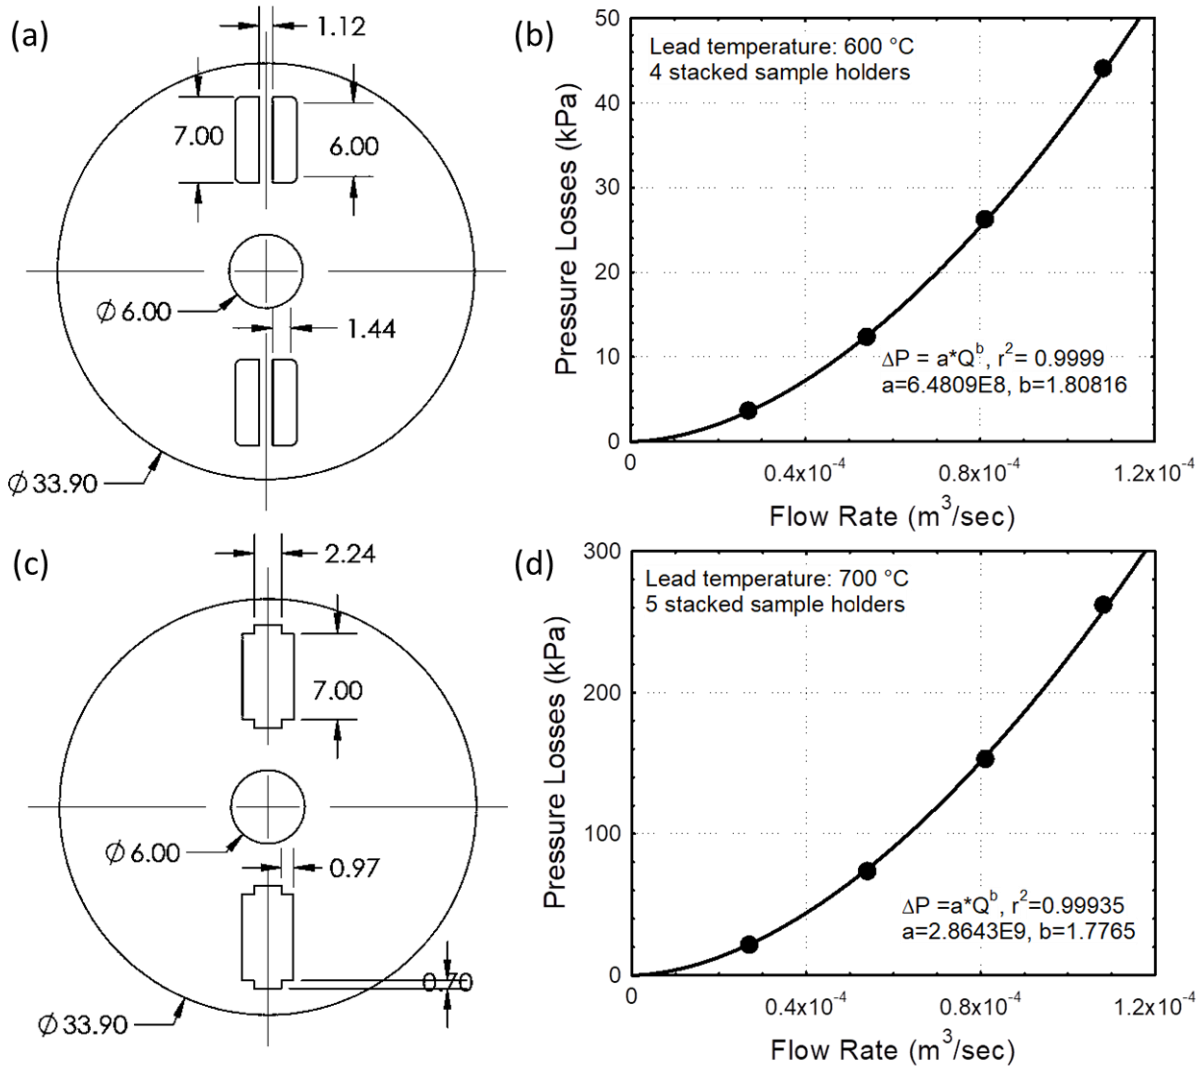 (a)
1.12
7.00
6.00
Ø 6.00
1.44
Ø 33.90
(b)
50
40
30
20
10
0
Pressure Losses (kPa)
Lead temperature: 600 °C
4 stacked sample holders
ΔP = a*Q^b, r²= 0.9999
a=6.4809E8, b=1.80816
0
0.4x10⁻⁴
0.8x10⁻⁴
1.2x10⁻⁴
Flow Rate (m³/sec)
(c)
2.24
7.00
Ø 6.00
0.97
0.70
Ø 33.90
(d)
300
200
100
0
Pressure Losses (kPa)
Lead temperature: 700 °C
5 stacked sample holders
ΔP =a*Q^b, r²=0.99935
a=2.8643E9, b=1.7765
0
0.4x10⁻⁴
0.8x10⁻⁴
1.2x10⁻⁴
Flow Rate (m³/sec)